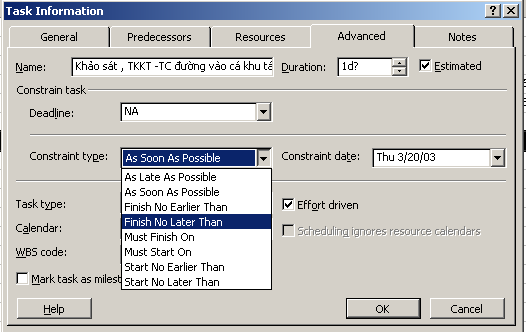 Task Information
General Predecessors Resources Advanced Notes
Name: Khảo sát , TKKT -TC đường vào cá khu tá Duration: 1d? Estimated
Constrain task
Deadline: NA
Constraint type: As Soon As Possible Constraint date: Thu 3/20/03
As Late As Possible
As Soon As Possible
Finish No Earlier Than
Finish No Later Than
Must Finish On
Must Start On
Start No Earlier Than
Start No Later Than
Task type: Effort driven
Calendar: Scheduling ignores resource calendars
WBS code:
Mark task as milest
Help OK Cancel